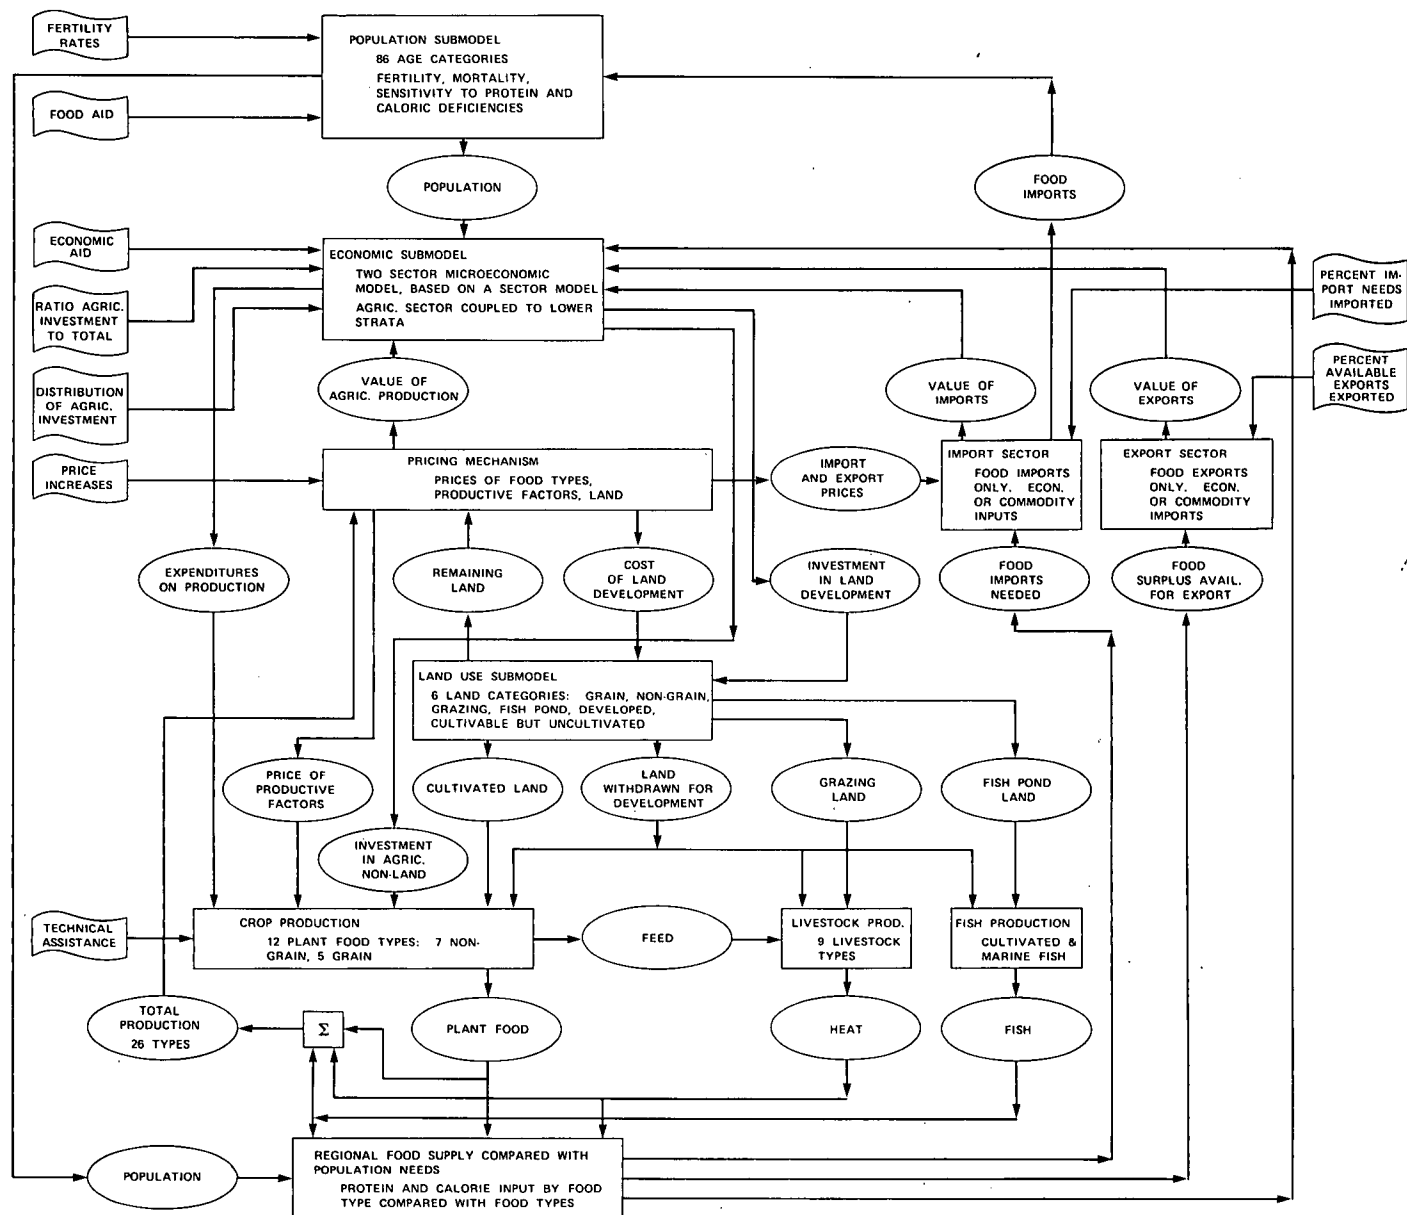 FERTILITY
RATES
POPULATION SUBMODEL
86 AGE CATEGORIES
FERTILITY, MORTALITY,
SENSITIVITY TO PROTEIN AND
CALORIC DEFICIENCIES
FOOD AID
POPULATION
FOOD
IMPORTS
ECONOMIC
AID
ECONOMIC SUBMODEL
TWO SECTOR MICROECONOMIC
MODEL, BASED ON A SECTOR MODEL
AGRIC. SECTOR COUPLED TO LOWER
STRATA
RATIO AGRIC.
INVESTMENT
TO TOTAL
PERCENT IM-
PORT NEEDS
IMPORTED
DISTRIBUTION
OF AGRIC.
INVESTMENT
VALUE OF
AGRIC. PRODUCTION
VALUE OF
IMPORTS
VALUE OF
EXPORTS
PERCENT
AVAILABLE
EXPORTS
EXPORTED
PRICE
INCREASES
PRICING MECHANISM
PRICES OF FOOD TYPES,
PRODUCTIVE FACTORS, LAND
IMPORT
AND EXPORT
PRICES
IMPORT SECTOR
FOOD IMPORTS
ONLY. ECON.
OR COMMODITY
INPUTS
EXPORT SECTOR
FOOD EXPORTS
ONLY. ECON.
OR COMMODITY
IMPORTS
EXPENDITURES
ON PRODUCTION
REMAINING
LAND
COST
OF LAND
DEVELOPMENT
INVESTMENT
IN LAND
DEVELOPMENT
FOOD
IMPORTS
NEEDED
FOOD
SURPLUS AVAIL.
FOR EXPORT
LAND USE SUBMODEL
6 LAND CATEGORIES: GRAIN, NON-GRAIN,
GRAZING, FISH POND, DEVELOPED,
CULTIVABLE BUT UNCULTIVATED
PRICE OF
PRODUCTIVE
FACTORS
CULTIVATED LAND
LAND
WITHDRAWN FOR
DEVELOPMENT
GRAZING
LAND
FISH POND
LAND
INVESTMENT
IN AGRIC.
NON-LAND
TECHNICAL
ASSISTANCE
CROP PRODUCTION
12 PLANT FOOD TYPES: 7 NON-
GRAIN, 5 GRAIN
FEED
LIVESTOCK PROD.
9 LIVESTOCK
TYPES
FISH PRODUCTION
CULTIVATED &
MARINE FISH
TOTAL
PRODUCTION
26 TYPES
Σ
PLANT FOOD
HEAT
FISH
POPULATION
REGIONAL FOOD SUPPLY COMPARED WITH
POPULATION NEEDS
PROTEIN AND CALORIE INPUT BY FOOD
TYPE COMPARED WITH FOOD TYPES